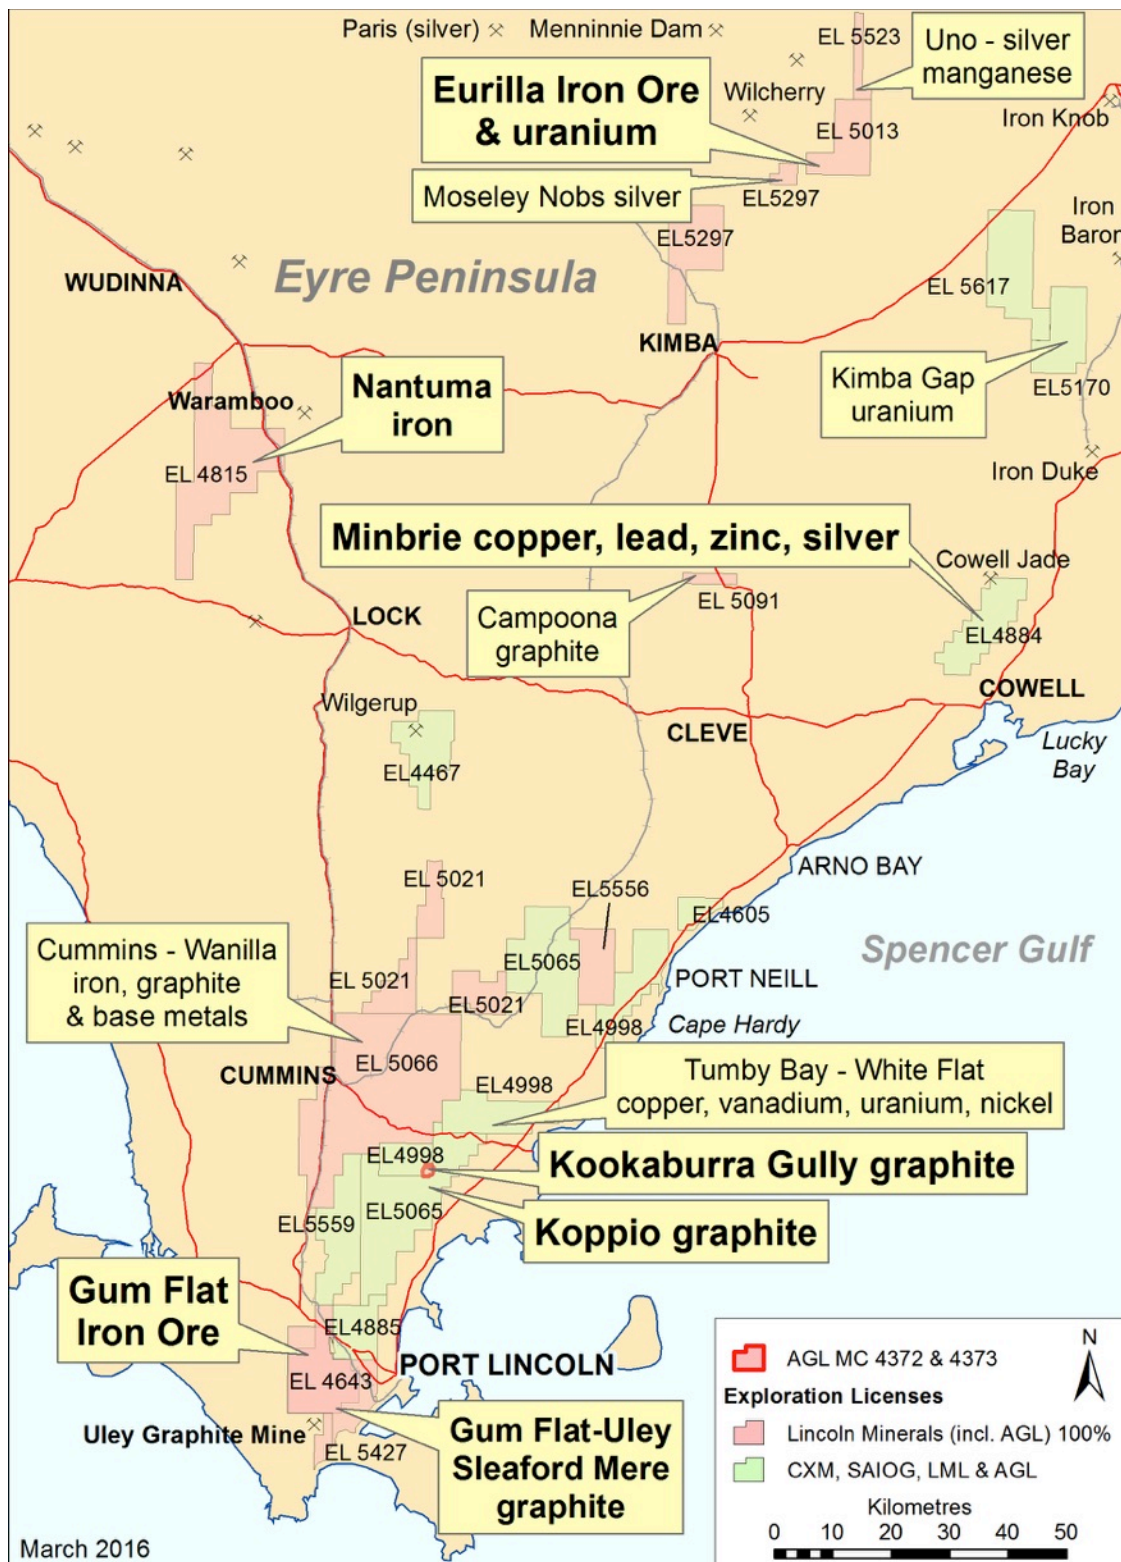 Paris (silver)
Menninnie Dam
EL 5523
Uno - silver
manganese
Eurilla Iron Ore
& uranium
Wilcherry
EL 5013
Iron Knob
Moseley Nobs silver
EL5297
EL5297
Iron
Baron
WUDINNA
Eyre Peninsula
EL 5617
KIMBA
Kimba Gap
uranium
EL5170
Waramboo
Nantuma
iron
EL 4815
Iron Duke
Minbrie copper, lead, zinc, silver
Cowell Jade
EL 5091
Campoona
graphite
LOCK
EL4884
COWELL
Wilgerup
CLEVE
Lucky
Bay
EL4467
ARNO BAY
EL 5021
EL5556
EL4605
Cummins - Wanilla
iron, graphite
& base metals
Spencer Gulf
EL5065
EL 5021
EL5021
PORT NEILL
EL4998
Cape Hardy
EL 5066
CUMMINS
EL4998
Tumby Bay - White Flat
copper, vanadium, uranium, nickel
EL4998
Kookaburra Gully graphite
EL5065
EL5559
Koppio graphite
Gum Flat
Iron Ore
EL4885
PORT LINCOLN
EL 4643
Uley Graphite Mine
EL 5427
Gum Flat-Uley
Sleaford Mere
graphite
N
AGL MC 4372 & 4373
Exploration Licenses
Lincoln Minerals (incl. AGL) 100%
CXM, SAIOG, LML & AGL
Kilometres
0 10 20 30 40 50
March 2016